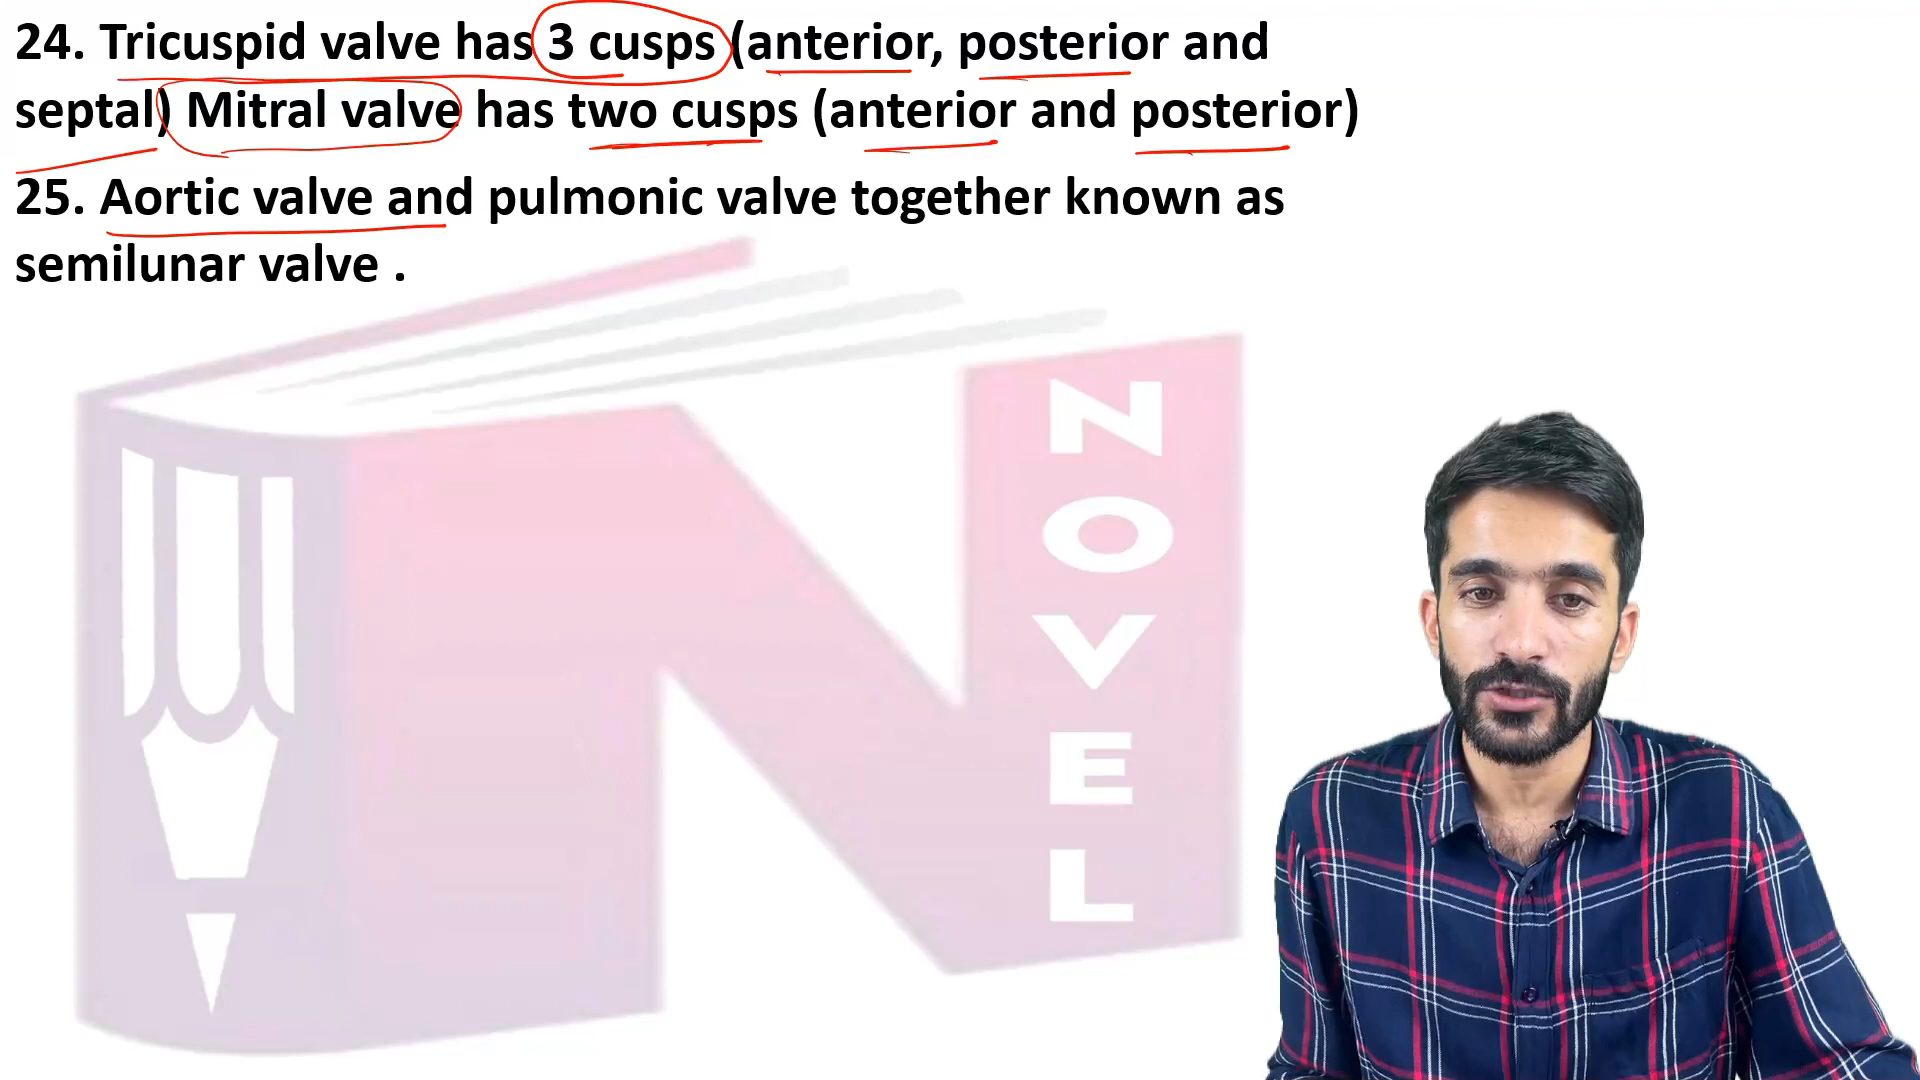 24. Tricuspid valve has 3 cusps (anterior, posterior and
septal) Mitral valve has two cusps (anterior and posterior)
25. Aortic valve and pulmonic valve together known as
semilunar valve .
NOVEL